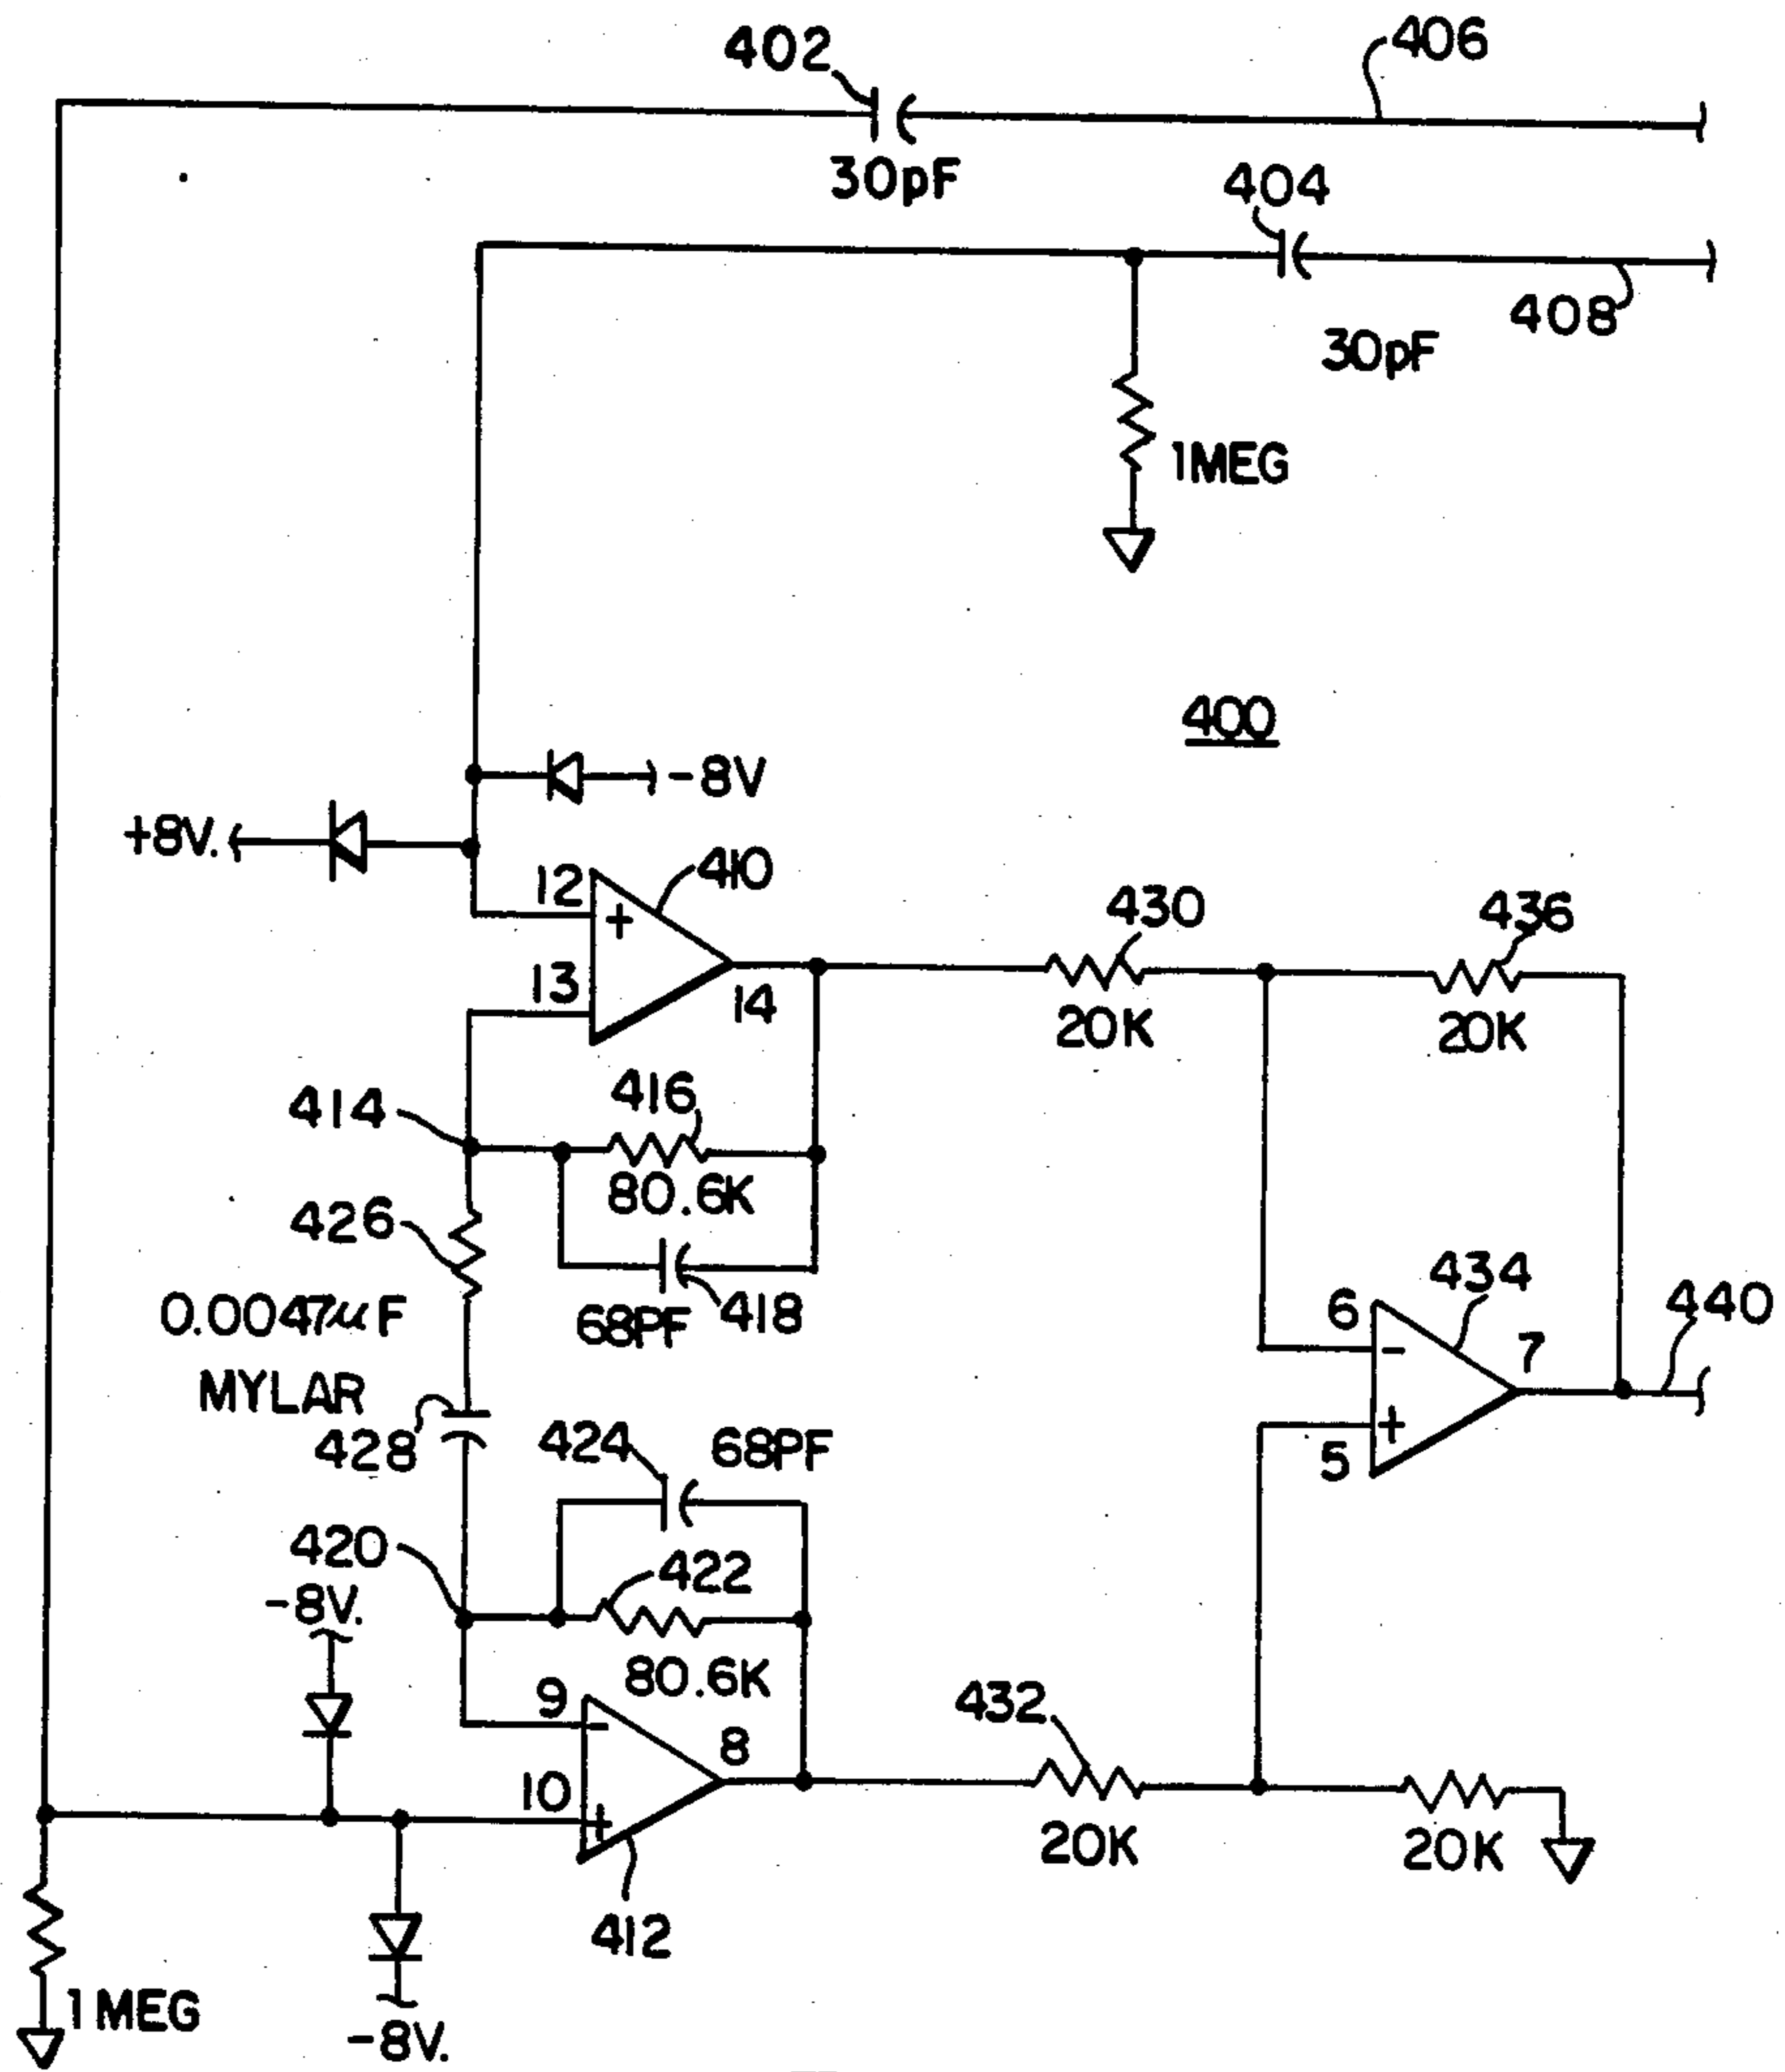 402
406
30pF
404
408
30pF
1MEG
400
-8V
+8V.
410
12
+
430
436
13
14
20K
20K
414
416
80.6K
426
0.0047µF
418
68PF
434
440
MYLAR
6
-
7
428
424
68PF
+
5
420
422
-8V.
80.6K
9
-
432
8
10
+
20K
20K
412
1MEG
-8V.